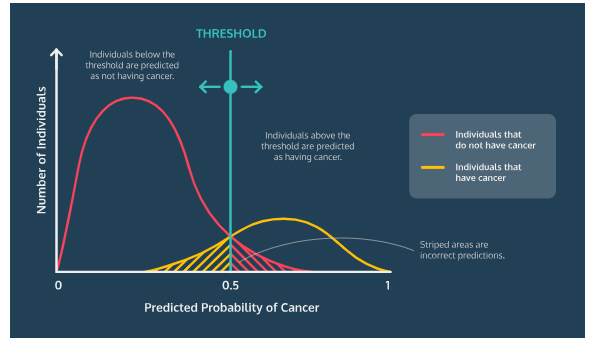 THRESHOLD
Individuals below the
threshold are predicted
as not having cancer.
Number of Individuals
Individuals above the
threshold are predicted
as having cancer.
Individuals that
do not have cancer
Individuals that
have cancer
Striped areas are
incorrect predictions.
0
0.5
1
Predicted Probability of Cancer